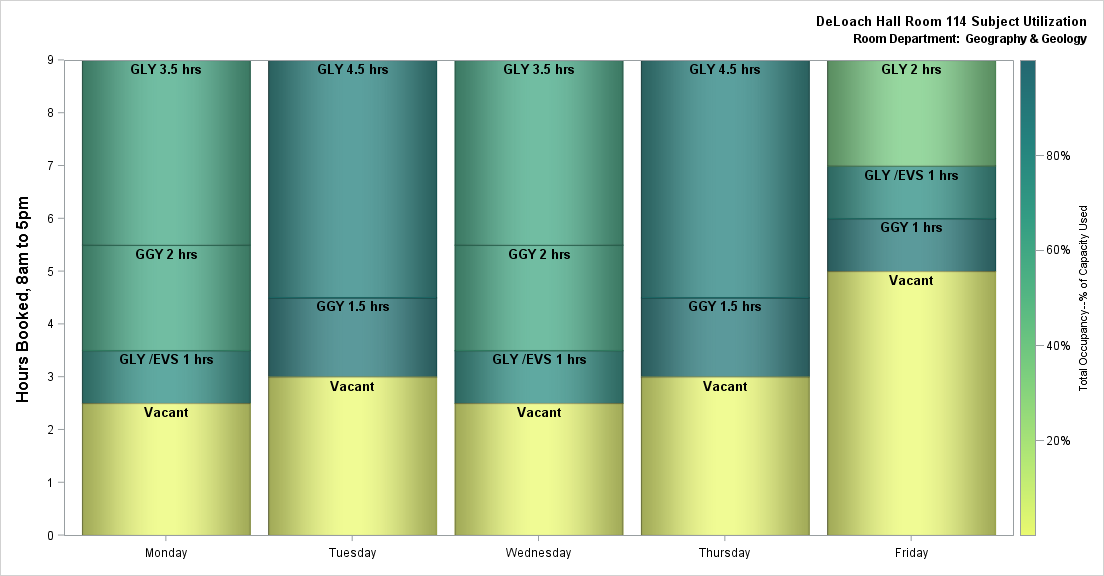 DeLoach Hall Room 114 Subject Utilization
Room Department: Geography & Geology
Hours Booked, 8am to 5pm
9
8
7
6
5
4
3
2
1
0
GLY 3.5 hrs
GGY 2 hrs
GLY /EVS 1 hrs
Vacant
GLY 4.5 hrs
GGY 1.5 hrs
Vacant
GLY 3.5 hrs
GGY 2 hrs
GLY /EVS 1 hrs
Vacant
GLY 4.5 hrs
GGY 1.5 hrs
Vacant
GLY 2 hrs
GLY /EVS 1 hrs
GGY 1 hrs
Vacant
Monday
Tuesday
Wednesday
Thursday
Friday
80%
60%
40%
20%
Total Occupancy--% of Capacity Used